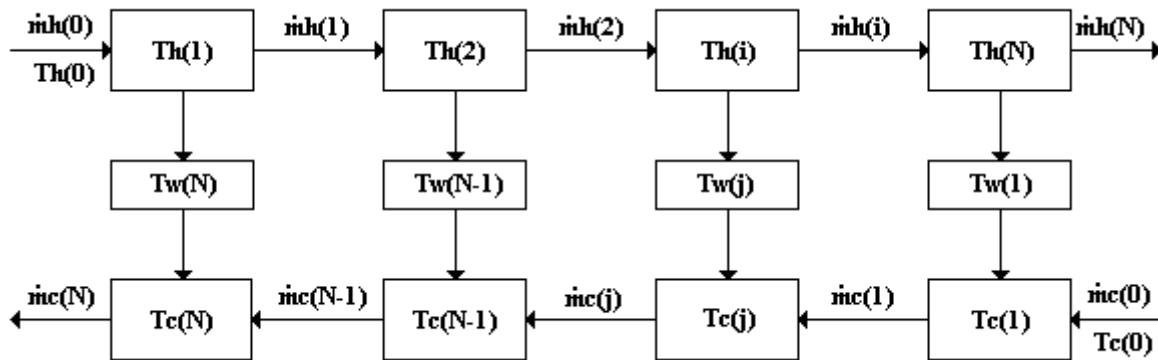 ṁh(0) ṁh(1) ṁh(2) ṁh(i) ṁh(N)
Th(0) Th(1) Th(2) Th(i) Th(N)
Tw(N) Tw(N-1) Tw(j) Tw(1)
ṁc(N) ṁc(N-1) ṁc(j) ṁc(1) ṁc(0)
Tc(N) Tc(N-1) Tc(j) Tc(1) Tc(0)